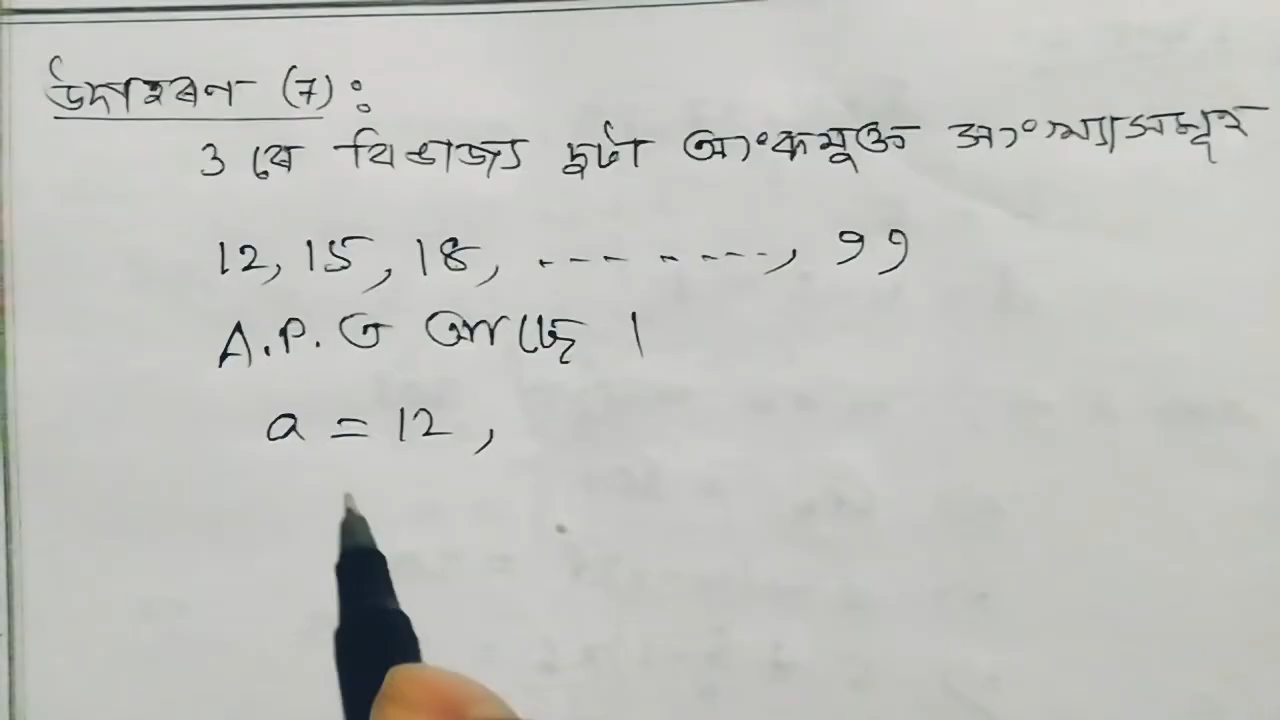 উদাহৰণ (7):
3 ৰে বিভাজ্য দুটা অংকযুক্ত সংখ্যাসমূহ
12, 15, 18, ..........., 99
A.P. ত আছে ।
a = 12,